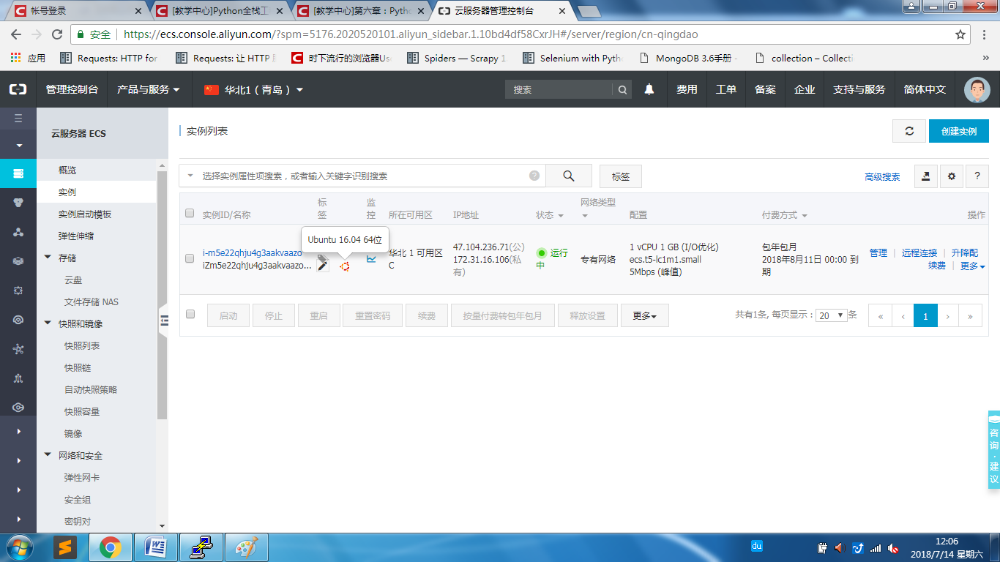 帐号登录
[教学中心]Python全栈工
[教学中心]第六章：Pytho
云服务器管理控制台
安全
https://ecs.console.aliyun.com/?spm=5176.2020520101.aliyun_sidebar.1.10bd4df58CxrJH#/server/region/cn-qingdao
应用
Requests: HTTP for
Requests: 让 HTTP
时下流行的浏览器Us
Spiders — Scrapy 1
Selenium with Pyth
MongoDB 3.6手册 -
collection – Collecti
管理控制台
产品与服务
华北1（青岛）
搜索
费用
工单
备案
企业
支持与服务
简体中文
云服务器 ECS
概览
实例
实例启动模板
弹性伸缩
存储
云盘
文件存储 NAS
快照和镜像
快照列表
快照链
自动快照策略
快照容量
镜像
网络和安全
弹性网卡
安全组
密钥对
实例列表
创建实例
选择实例属性项搜索，或者输入关键字识别搜索
?
标签
高级搜索
?
实例ID/名称
标签
监控
所在可用区
IP地址
状态
网络类型
配置
付费方式
操作
Ubuntu 16.04 64位
i-m5e22qhju4g3aakvaazo
iZm5e22qhju4g3aakvaazo...
华北 1 可用区
C
47.104.236.71(公)
172.31.16.106(私
有)
运行
中
专有网络
1 vCPU 1 GB (I/O优化)
ecs.t5-lc1m1.small
5Mbps (峰值)
包年包月
2018年8月11日 00:00 到
期
管理 | 远程连接 | 升降配
续费 | 更多
启动
停止
重启
重置密码
续费
按量付费转包年包月
释放设置
更多
共有1条, 每页显示：20条
« ‹ 1 › »
咨询·建议
du
12:06
2018/7/14 星期六